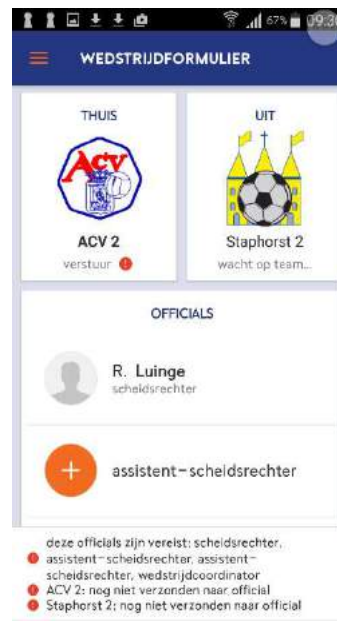 67% 09:30
WEDSTRIJDFORMULIER
THUIS
UIT
ACV
ACV 2
Staphorst 2
verstuur
wacht op team...
OFFICIALS
R. Luinge
scheidsrechter
assistent-scheidsrechter
deze officials zijn vereist: scheidsrechter,
assistent-scheidsrechter, assistent-
scheidsrechter, wedstrijdcoordinator
ACV 2: nog niet verzonden naar official
Staphorst 2: nog niet verzonden naar official